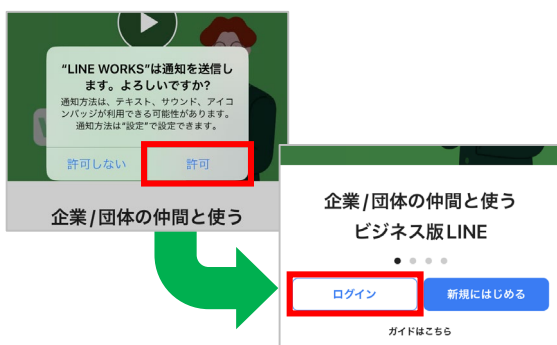 “LINE WORKS”は通知を送信し
ます。よろしいですか?
通知方法は、テキスト、サウンド、アイコ
ンバッジが利用できる可能性があります。
通知方法は“設定”で設定できます。
許可しない
許可
企業/団体の仲間と使う
企業/団体の仲間と使う
ビジネス版LINE
ログイン
新規にはじめる
ガイドはこちら